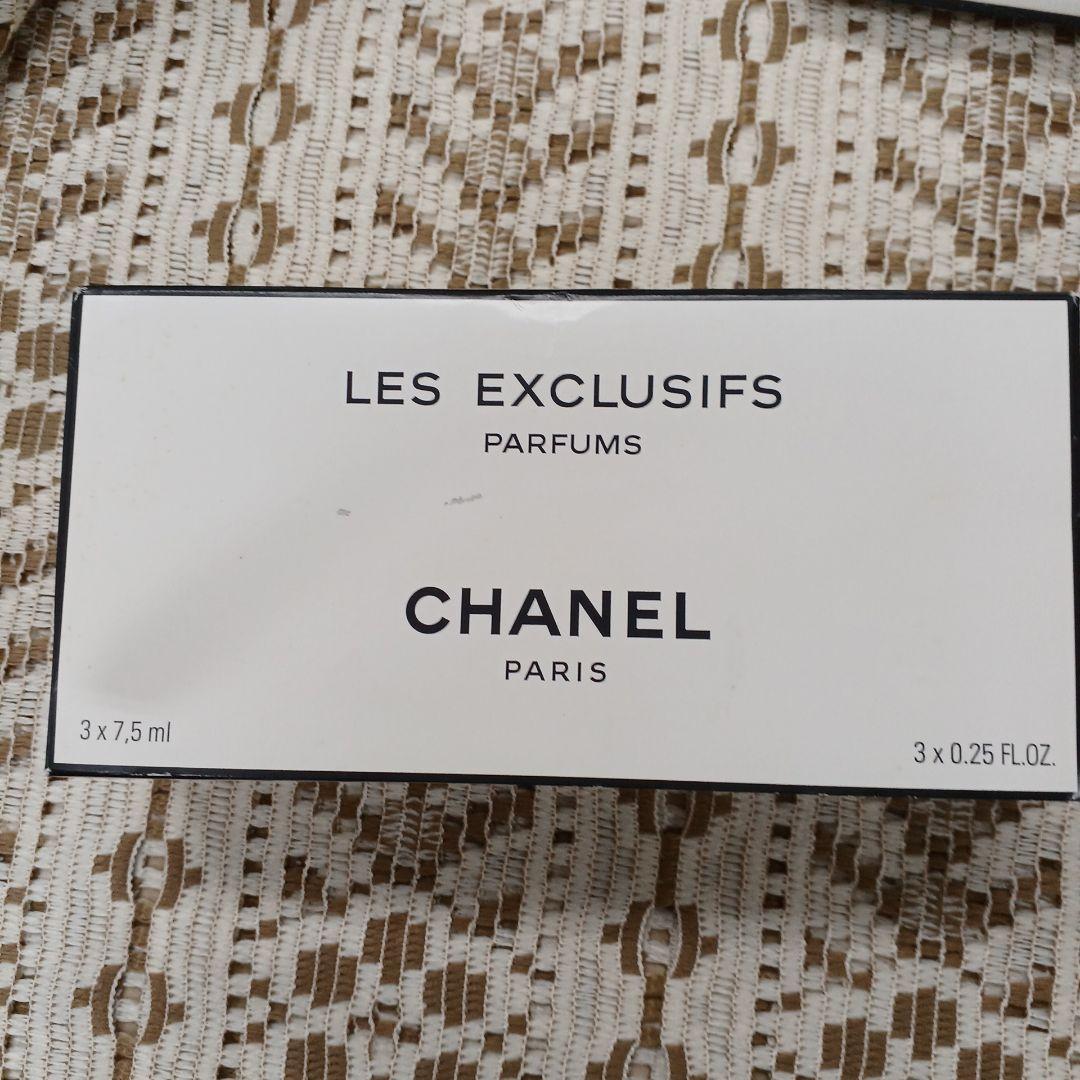 LES EXCLUSIFS
PARFUMS
CHANEL
PARIS
3 x 7,5 ml
3 x 0.25 FL.OZ.